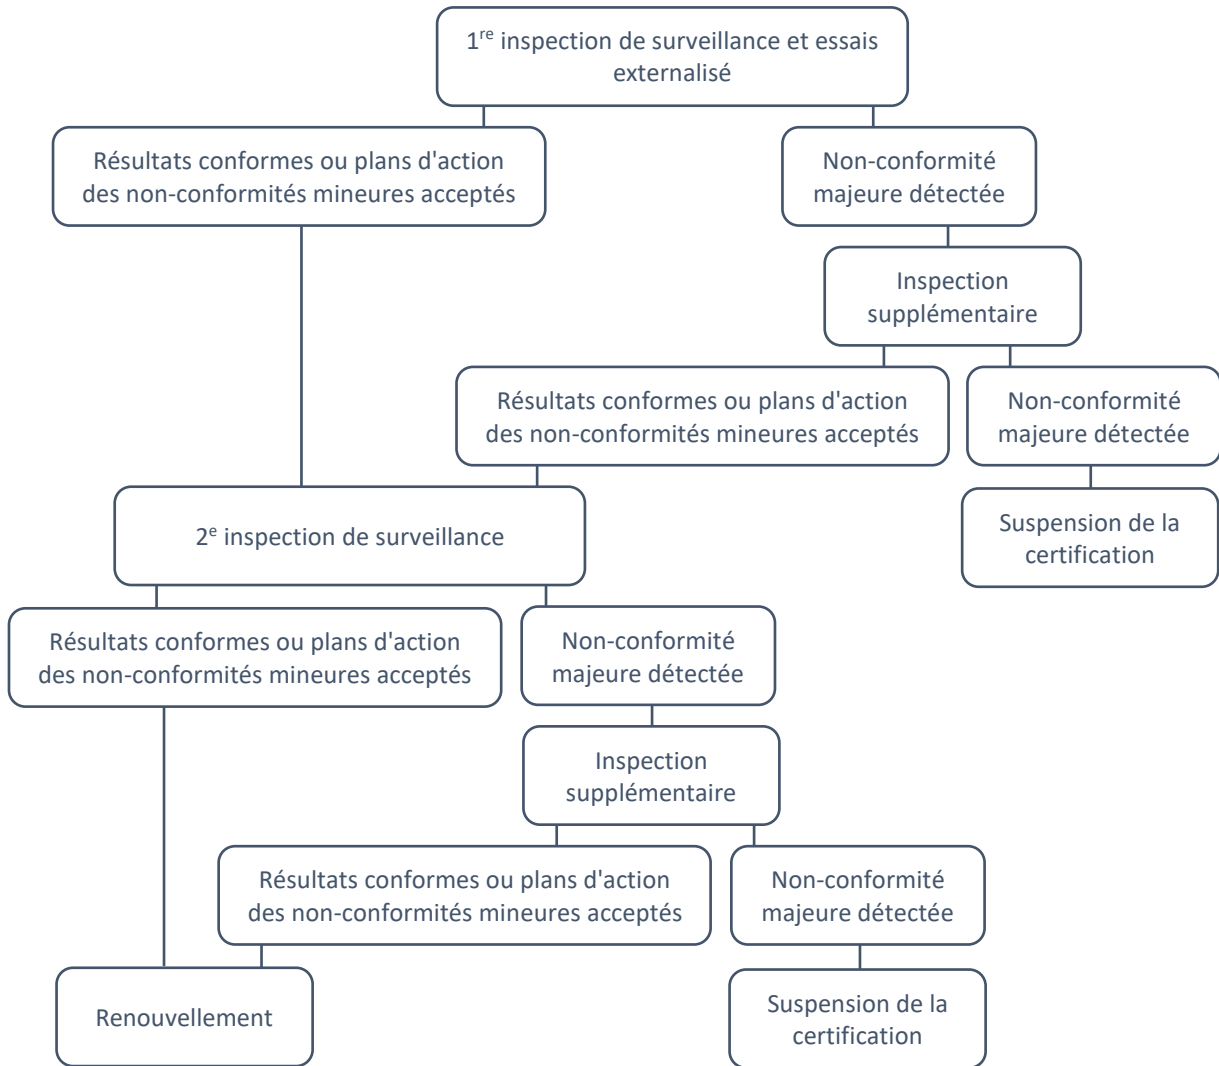 1re inspection de surveillance et essais
externalisé
Résultats conformes ou plans d'action
des non-conformités mineures acceptés
Non-conformité
majeure détectée
Inspection
supplémentaire
Résultats conformes ou plans d'action
des non-conformités mineures acceptés
Non-conformité
majeure détectée
Suspension de la
certification
2e inspection de surveillance
Résultats conformes ou plans d'action
des non-conformités mineures acceptés
Non-conformité
majeure détectée
Inspection
supplémentaire
Résultats conformes ou plans d'action
des non-conformités mineures acceptés
Non-conformité
majeure détectée
Renouvellement
Suspension de la
certification